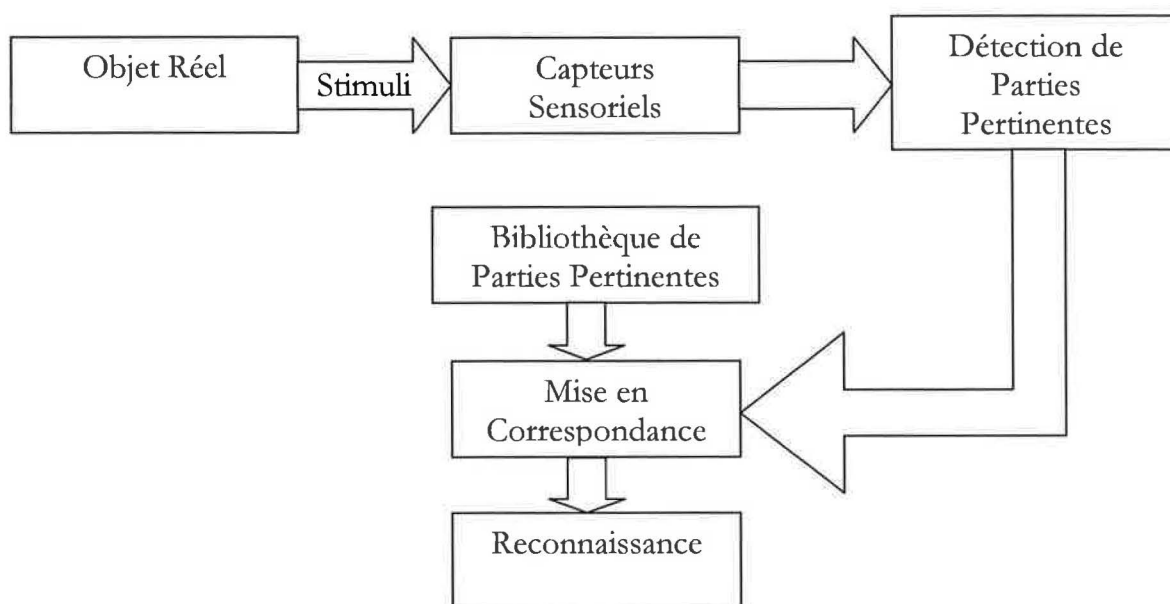 Objet Réel
Stimuli
Capteurs
Sensoriels
Détection de
Parties
Pertinentes
Bibliothèque de
Parties Pertinentes
Mise en
Correspondance
Reconnaissance